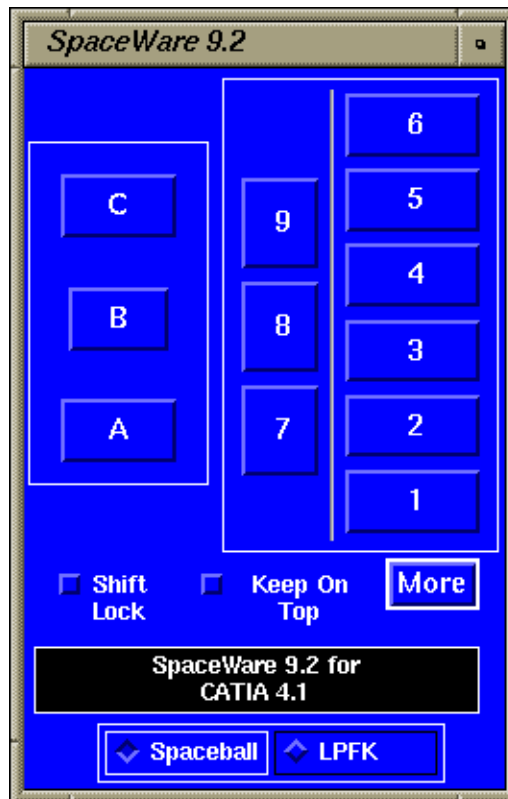 SpaceWare 9.2
C
B
A
9
8
7
6
5
4
3
2
1
Shift
Lock
Keep On
Top
More
SpaceWare 9.2 for
CATIA 4.1
Spaceball
LPFK